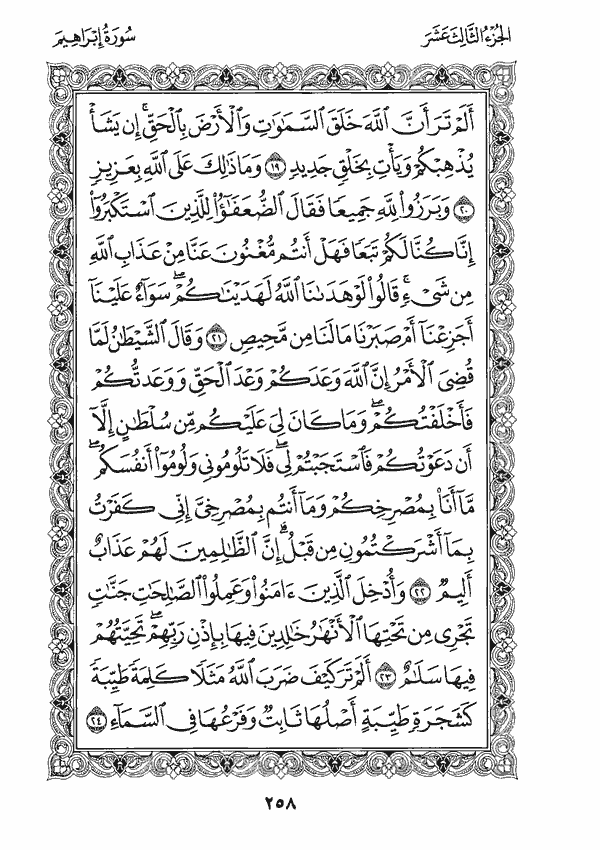 الجزء الثالث عشر
سورة إبراهيم
أَلَمۡ تَرَ أَنَّ ٱللَّهَ خَلَقَ ٱلسَّمَٰوَٰتِ وَٱلۡأَرۡضَ بِٱلۡحَقِّۚ إِن يَشَأۡ
يُذۡهِبۡكُمۡ وَيَأۡتِ بِخَلۡقٖ جَدِيدٖ ١٩ وَمَا ذَٰلِكَ عَلَى ٱللَّهِ بِعَزِيزٖ
٢٠ وَبَرَزُواْ لِلَّهِ جَمِيعٗا فَقَالَ ٱلضُّعَفَٰٓؤُاْ لِلَّذِينَ ٱسۡتَكۡبَرُوٓاْ
إِنَّا كُنَّا لَكُمۡ تَبَعٗا فَهَلۡ أَنتُم مُّغۡنُونَ عَنَّا مِنۡ عَذَابِ ٱللَّهِ
مِن شَيۡءٖۚ قَالُواْ لَوۡ هَدَىٰنَا ٱللَّهُ لَهَدَيۡنَٰكُمۡۖ سَوَآءٌ عَلَيۡنَآ
أَجَزِعۡنَآ أَمۡ صَبَرۡنَا مَا لَنَا مِن مَّحِيصٖ ٢١ وَقَالَ ٱلشَّيۡطَٰنُ لَمَّا
قُضِيَ ٱلۡأَمۡرُ إِنَّ ٱللَّهَ وَعَدَكُمۡ وَعۡدَ ٱلۡحَقِّ وَوَعَدتُّكُمۡ
فَأَخۡلَفۡتُكُمۡۖ وَمَا كَانَ لِيَ عَلَيۡكُم مِّن سُلۡطَٰنٍ إِلَّآ
أَن دَعَوۡتُكُمۡ فَٱسۡتَجَبۡتُمۡ لِيۖ فَلَا تَلُومُونِي وَلُومُوٓاْ أَنفُسَكُمۖ
مَّآ أَنَا۠ بِمُصۡرِخِكُمۡ وَمَآ أَنتُم بِمُصۡرِخِيَّ إِنِّي كَفَرۡتُ
بِمَآ أَشۡرَكۡتُمُونِ مِن قَبۡلُۗ إِنَّ ٱلظَّٰلِمِينَ لَهُمۡ عَذَابٌ
أَلِيمٞ ٢٢ وَأُدۡخِلَ ٱلَّذِينَ ءَامَنُواْ وَعَمِلُواْ ٱلصَّٰلِحَٰتِ جَنَّٰتٖ
تَجۡرِي مِن تَحۡتِهَا ٱلۡأَنۡهَٰرُ خَٰلِدِينَ فِيهَا بِإِذۡنِ رَبِّهِمۡۖ تَحِيَّتُهُمۡ
فِيهَا سَلَٰمٌ ٢٣ أَلَمۡ تَرَ كَيۡفَ ضَرَبَ ٱللَّهُ مَثَلٗا كَلِمَةٗ طَيِّبَةٗ
كَشَجَرَةٖ طَيِّبَةٍ أَصۡلُهَا ثَابِتٞ وَفَرۡعُهَا فِي ٱلسَّمَآءِ ٢٤
٢٥٨